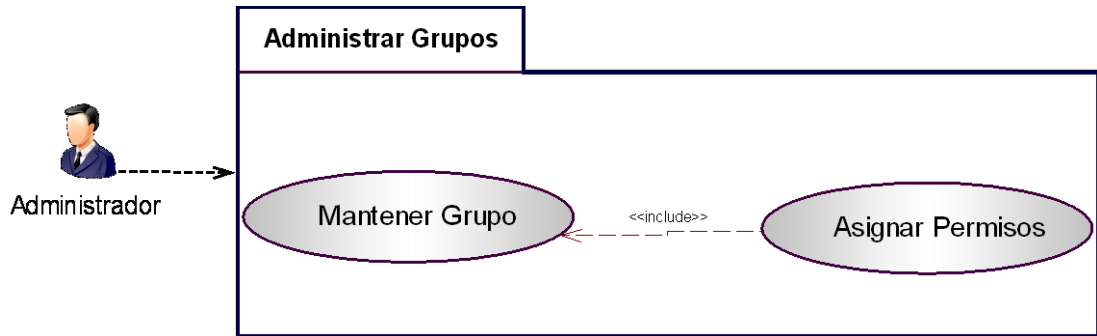 Administrar Grupos
Administrador
Mantener Grupo
<<include>>
Asignar Permisos